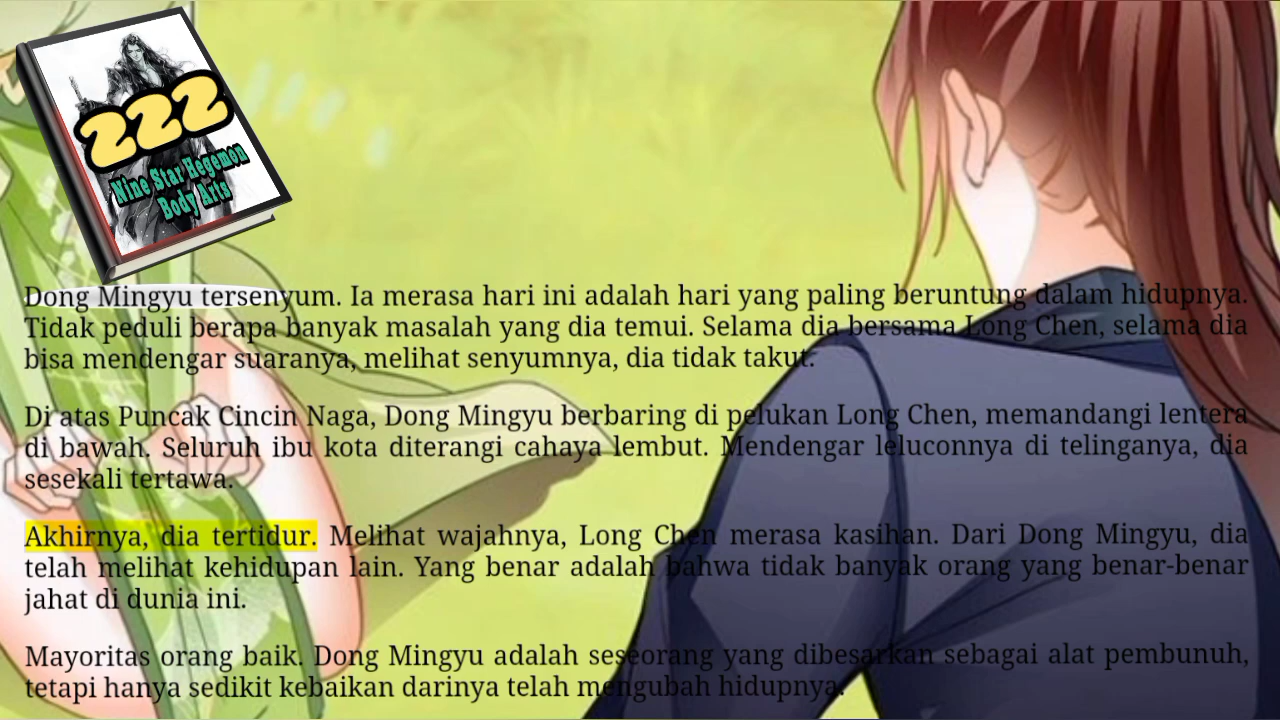 222
Nine Star Hegemon
Body Arts
Dong Mingyu tersenyum. Ia merasa hari ini adalah hari yang paling beruntung dalam hidupnya.
Tidak peduli berapa banyak masalah yang dia temui. Selama dia bersama Long Chen, selama dia
bisa mendengar suaranya, melihat senyumnya, dia tidak takut.
Di atas Puncak Cincin Naga, Dong Mingyu berbaring di pelukan Long Chen, memandangi lentera
di bawah. Seluruh ibu kota diterangi cahaya lembut. Mendengar leluconnya di telinganya, dia
sesekali tertawa.
Akhirnya, dia tertidur. Melihat wajahnya, Long Chen merasa kasihan. Dari Dong Mingyu, dia
telah melihat kehidupan lain. Yang benar adalah bahwa tidak banyak orang yang benar-benar
jahat di dunia ini.
Mayoritas orang baik. Dong Mingyu adalah seseorang yang dibesarkan sebagai alat pembunuh,
tetapi hanya sedikit kebaikan darinya telah mengubah hidupnya.